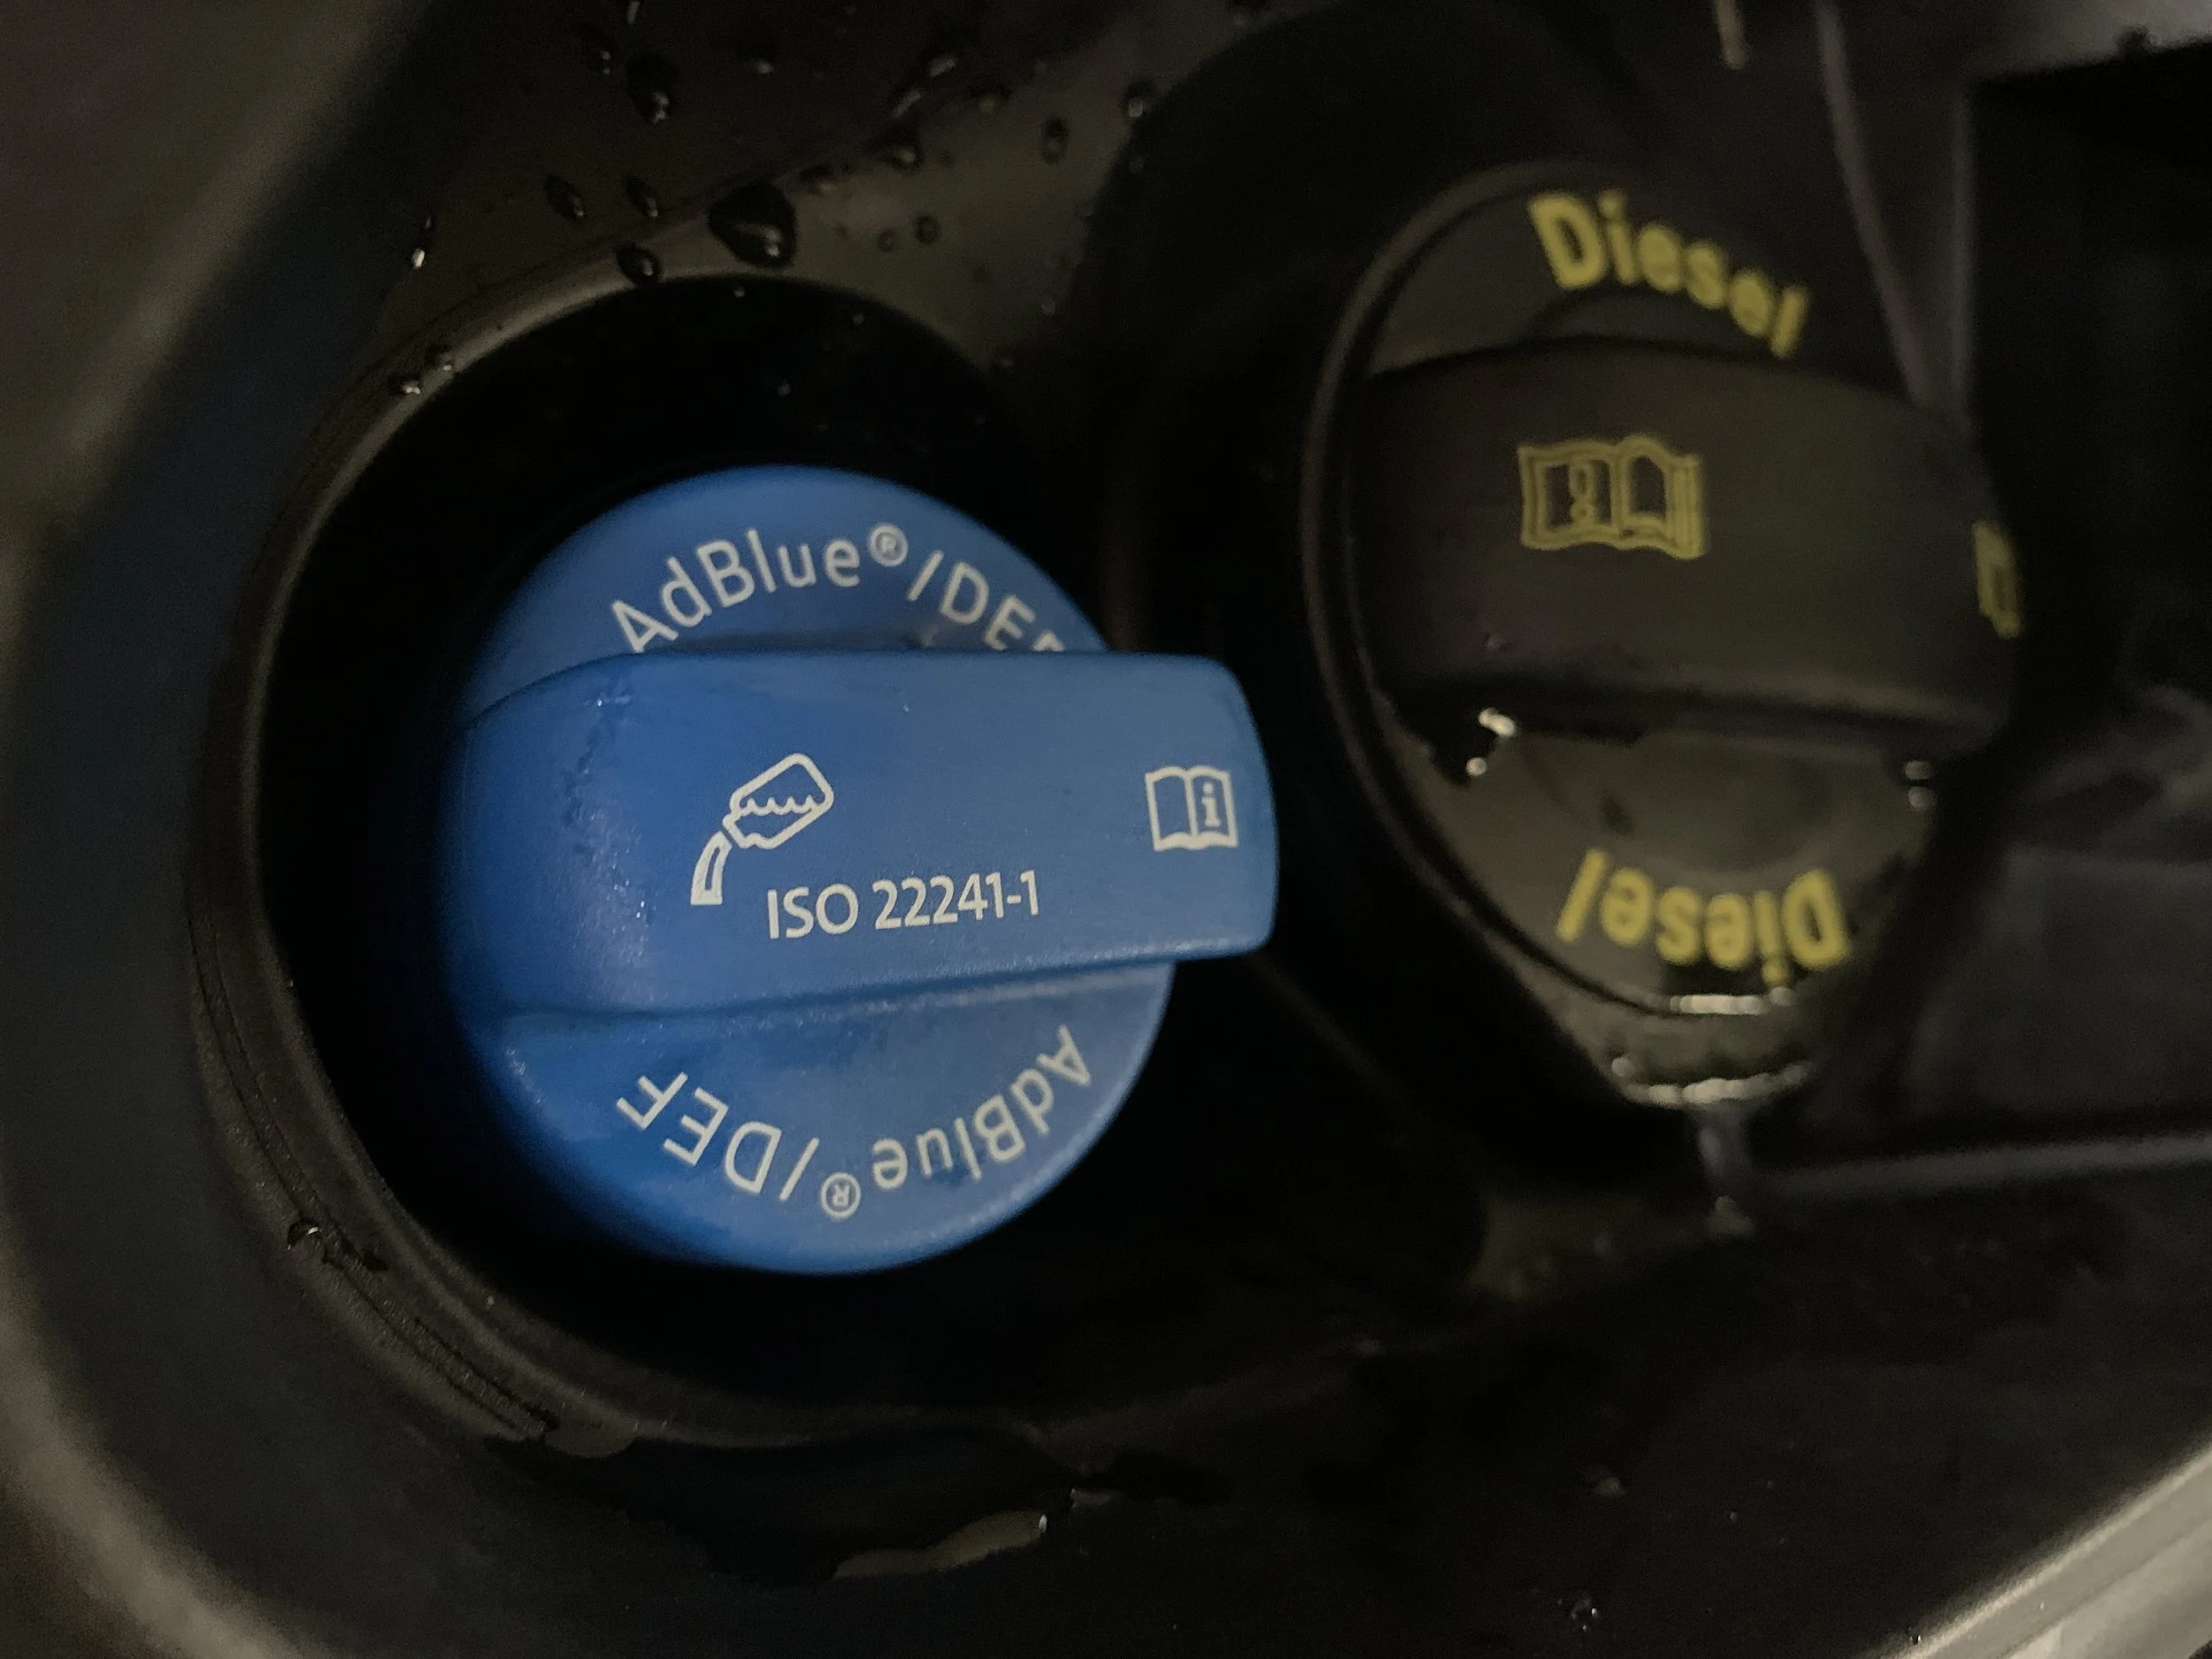 AdBlue®/DEF
ISO 22241-1
i
AdBlue®/DEF
Diesel
Diesel